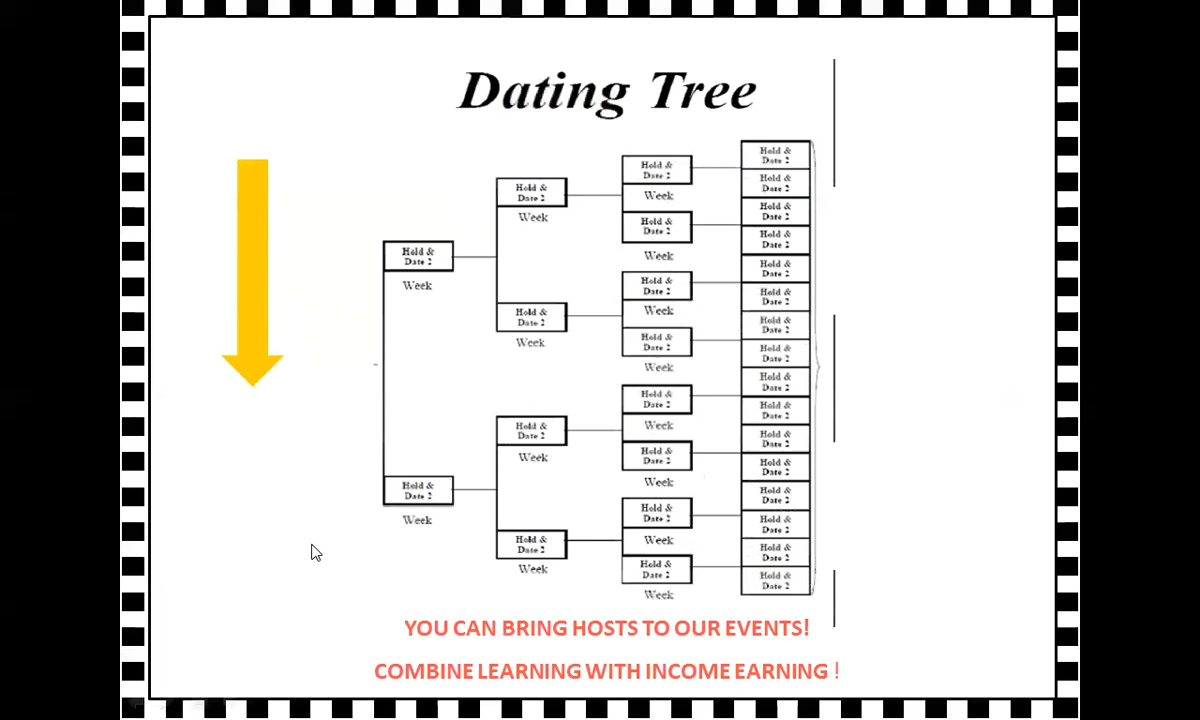 Dating Tree
Hold &
Date 2
Week
Hold &
Date 2
Week
Hold &
Date 2
Week
Hold &
Date 2
Week
Hold &
Date 2
Week
Hold &
Date 2
Week
Hold &
Date 2
Week
Hold &
Date 2
Week
Hold &
Date 2
Week
Hold &
Date 2
Week
Hold &
Date 2
Week
Hold &
Date 2
Week
Hold &
Date 2
Week
Hold &
Date 2
Week
Hold &
Date 2
Hold &
Date 2
Hold &
Date 2
Hold &
Date 2
Hold &
Date 2
Hold &
Date 2
Hold &
Date 2
Hold &
Date 2
Hold &
Date 2
Hold &
Date 2
Hold &
Date 2
Hold &
Date 2
Hold &
Date 2
Hold &
Date 2
Hold &
Date 2
Hold &
Date 2
YOU CAN BRING HOSTS TO OUR EVENTS!
COMBINE LEARNING WITH INCOME EARNING !